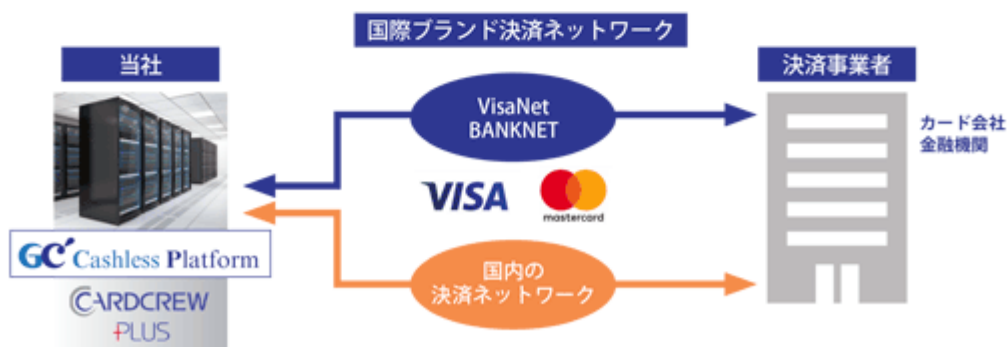 国際ブランド決済ネットワーク
当社
決済事業者
VisaNet
BANKNET
カード会社
金融機関
VISA
mastercard
GC Cashless Platform
国内の
決済ネットワーク
CARDCREW
PLUS